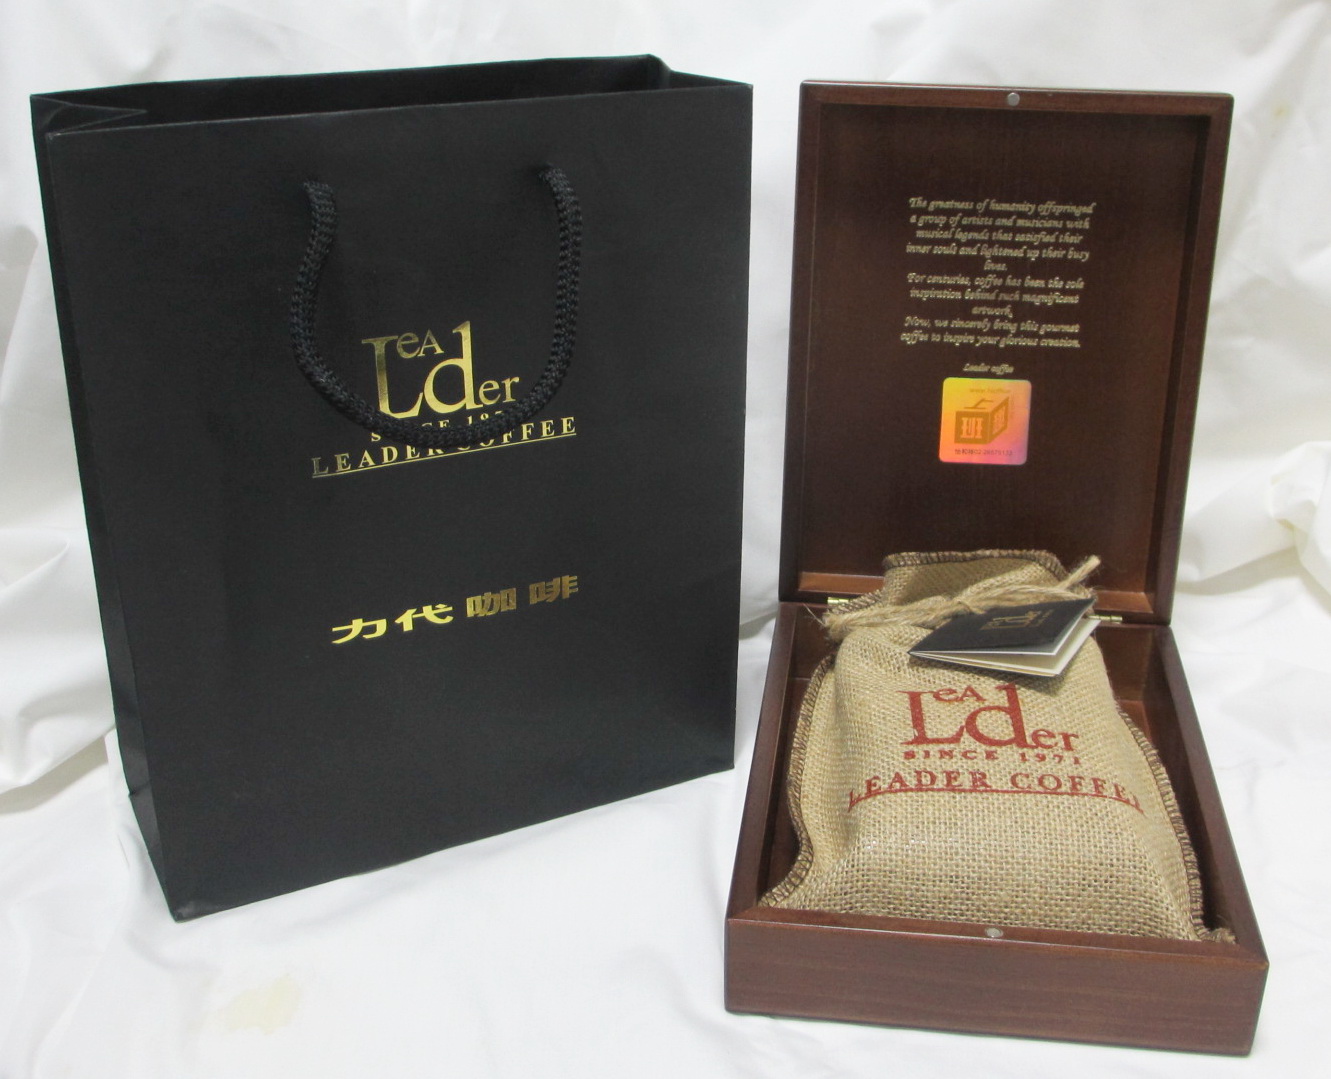 LeAder
SINCE 197
LEADER COFFEE
力代咖啡
The greatness of humanity offspringed
a group of artists and musicians with
musical legends that satisfied their
inner souls and lightened up their busy
lives.
For centuries, coffee has been the sole
inspiration behind such magnificent
artwork,
Now, we sincerely bring this gourmet
coffee to inspire your glorious creation.
Leader coffee
LeAder
SINCE 1971
LEADER COFFEE